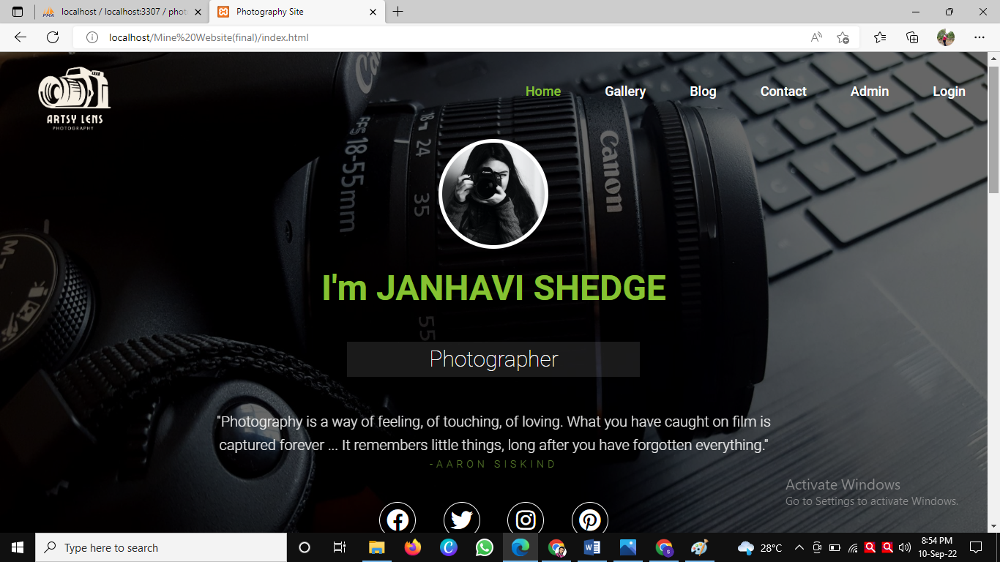 localhost / localhost:3307 / phot
Photography Site
localhost/Mine%20Website(final)/index.html
ARTSY LENS
PHOTOGRAPHY
Home Gallery Blog Contact Admin Login
Canon
18-55mm
18
24
35
55
Canon
I'm JANHAVI SHEDGE
Photographer
"Photography is a way of feeling, of touching, of loving. What you have caught on film is
captured forever ... It remembers little things, long after you have forgotten everything."
-AARON SISKIND
Activate Windows
Go to Settings to activate Windows.
Type here to search
28°C
8:54 PM
10-Sep-22